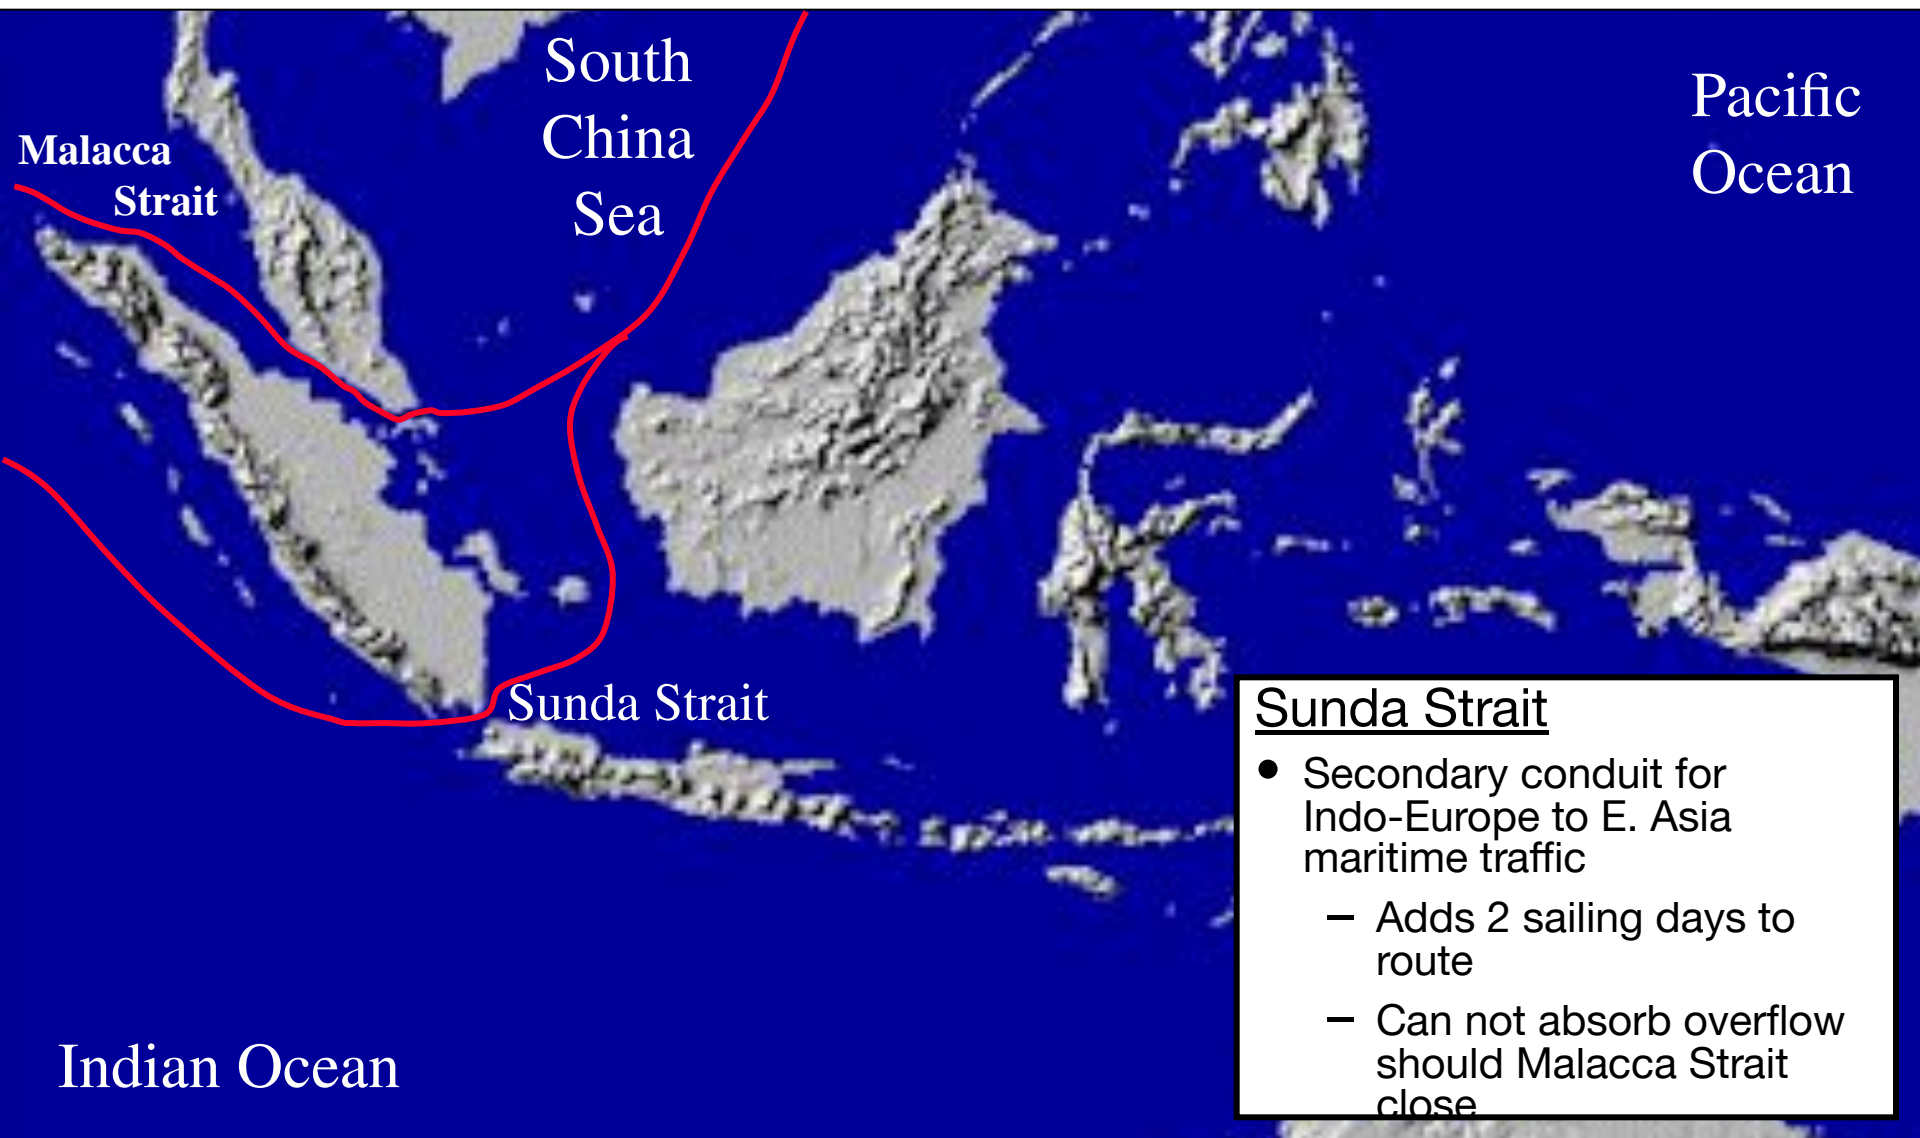 South
China
Sea
Pacific
Ocean
Malacca
Strait
Sunda Strait
Indian Ocean
Sunda Strait
● Secondary conduit for
Indo-Europe to E. Asia
maritime traffic
– Adds 2 sailing days to
route
– Can not absorb overflow
should Malacca Strait
close